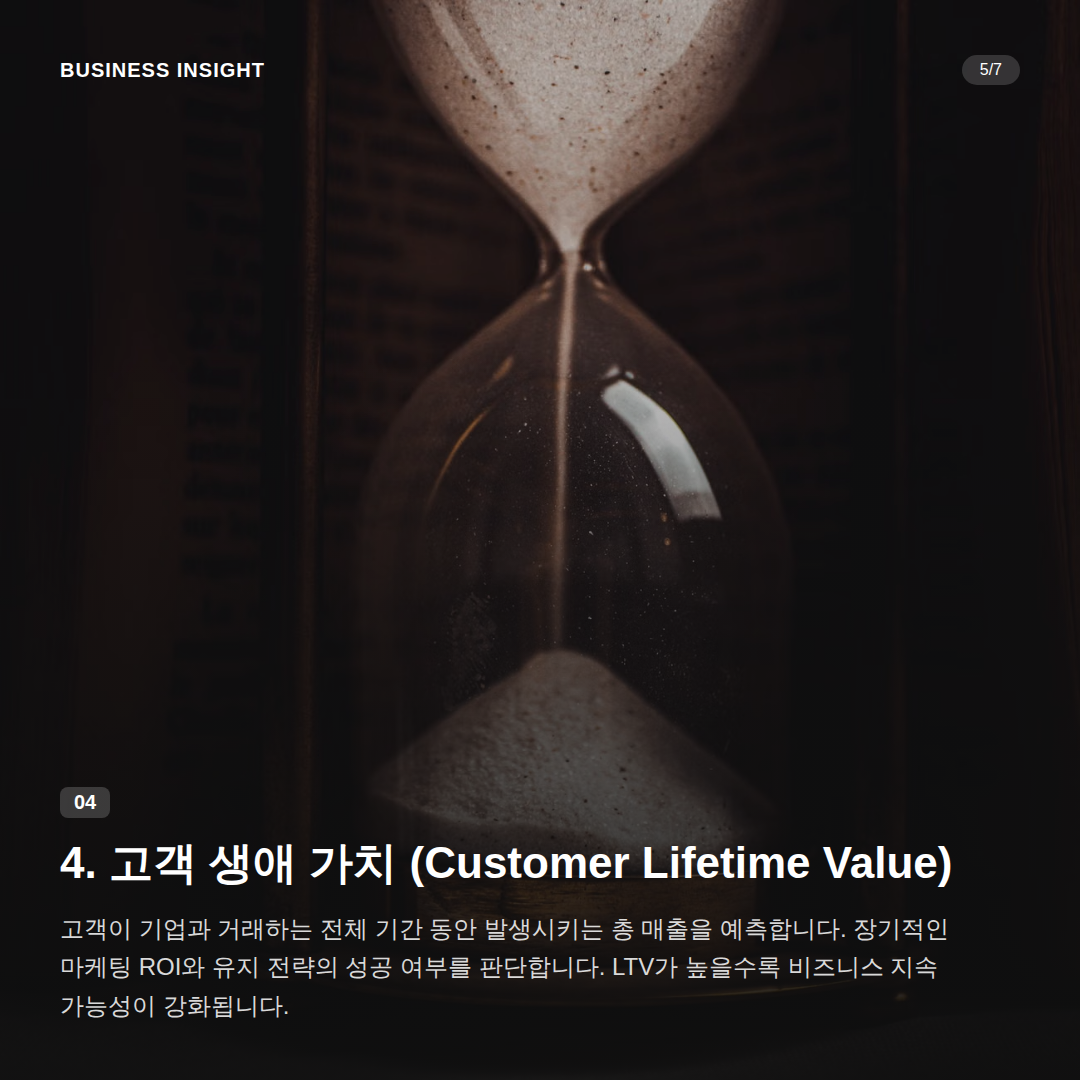 BUSINESS INSIGHT
5/7
04
4. 고객 생애 가치 (Customer Lifetime Value)
고객이 기업과 거래하는 전체 기간 동안 발생시키는 총 매출을 예측합니다. 장기적인
마케팅 ROI와 유지 전략의 성공 여부를 판단합니다. LTV가 높을수록 비즈니스 지속
가능성이 강화됩니다.